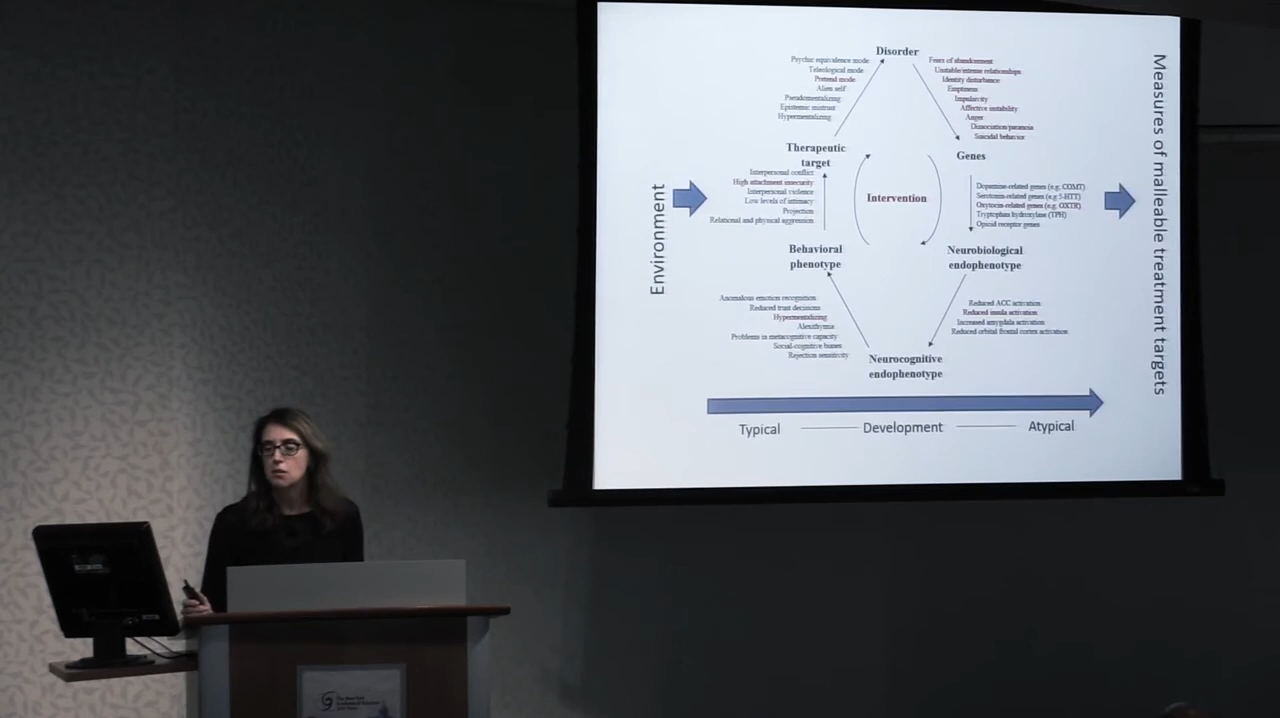 Disorder
Psychic equivalence mode
Teleological mode
Pretend mode
Alien self
Pseudomentalizing
Epistemic mistrust
Hypermentalizing
Fears of abandonment
Unstable/intense relationships
Identity disturbance
Emptiness
Impulsivity
Affective instability
Anger
Dissociation/paranoia
Suicidal behavior
Therapeutic
target
Genes
Interpersonal conflict
High attachment insecurity
Interpersonal violence
Low levels of intimacy
Projection
Relational and physical aggression
Intervention
Dopamine-related genes (e.g. COMT)
Serotonin-related genes (e.g 5-HTT)
Oxytocin-related genes (e.g. OXTR)
Tryptophan hydroxylase (TPH)
Opioid receptor genes
Behavioral
phenotype
Neurobiological
endophenotype
Anomalous emotion recognition
Reduced trust decisions
Hypermentalizing
Alexithymia
Problems in metacognitive capacity
Social-cognitive biases
Rejection sensitivity
Reduced ACC activation
Reduced insula activation
Increased amygdala activation
Reduced orbital frontal cortex activation
Neurocognitive
endophenotype
Environment
Measures of malleable treatment targets
Typical
Development
Atypical